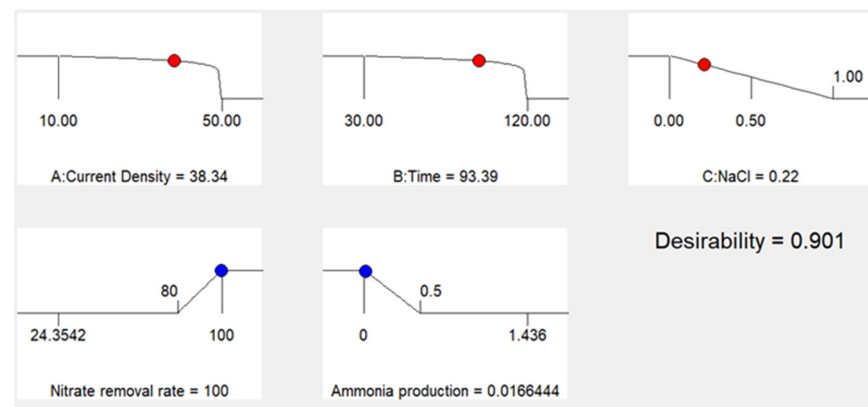 10.00
50.00
A:Current Density = 38.34
30.00
120.00
B:Time = 93.39
1.00
0.00
0.50
C:NaCl = 0.22
80
24.3542
100
Nitrate removal rate = 100
0.5
0
1.436
Ammonia production = 0.0166444
Desirability = 0.901